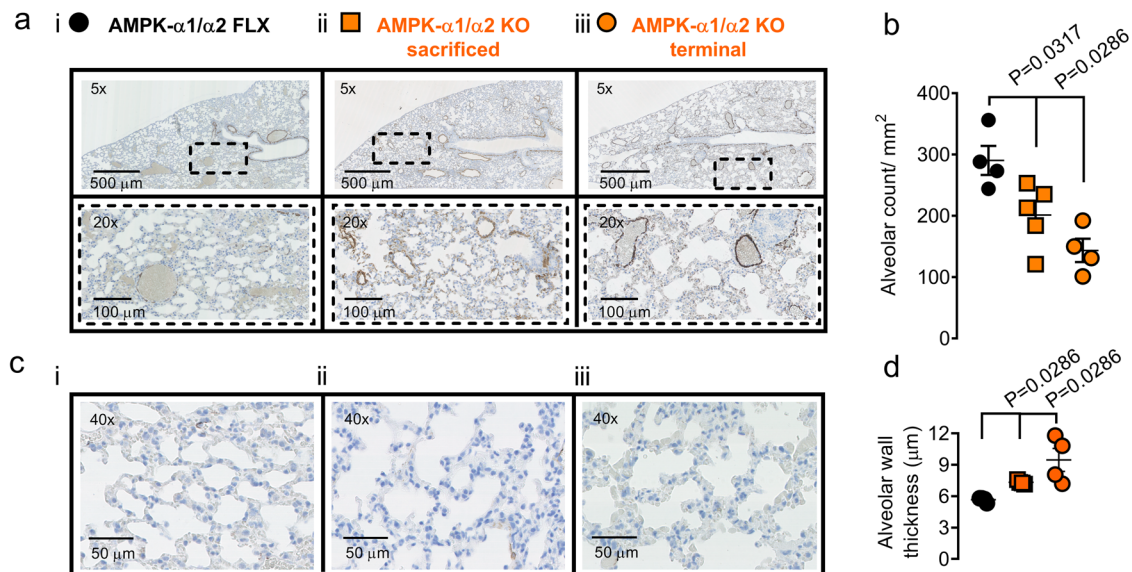 a
i AMPK-α1/α2 FLX
ii AMPK-α1/α2 KO
sacrificed
iii AMPK-α1/α2 KO
terminal
5x
500 µm
5x
500 µm
5x
500 µm
20x
100 µm
20x
100 µm
20x
100 µm
b
P=0.0317
P=0.0286
Alveolar count/ mm²
400
300
200
100
0
c
i
ii
iii
40x
50 µm
40x
50 µm
40x
50 µm
d
P=0.0286
P=0.0286
Alveolar wall
thickness (µm)
12
9
6
3
0